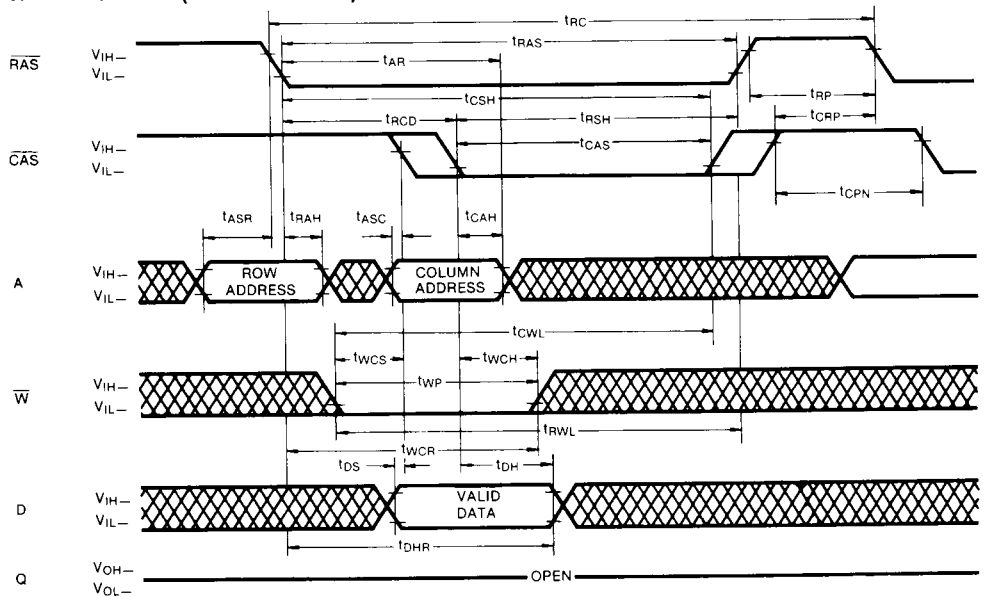 tRC
tRAS
tAR
RAS
VIH—
VIL—
tRP
tCSH
tRCD
tRSH
tCRP
CAS
VIH—
VIL—
tCAS
tCPN
tASR
tRAH
tASC
tCAH
A
VIH—
VIL—
ROW
ADDRESS
COLUMN
ADDRESS
tCWL
tWCS
tWCH
W
VIH—
VIL—
tWP
tRWL
tWCR
tDS
tDH
D
VIH—
VIL—
VALID
DATA
tDHR
Q
VOH—
VOL—
OPEN